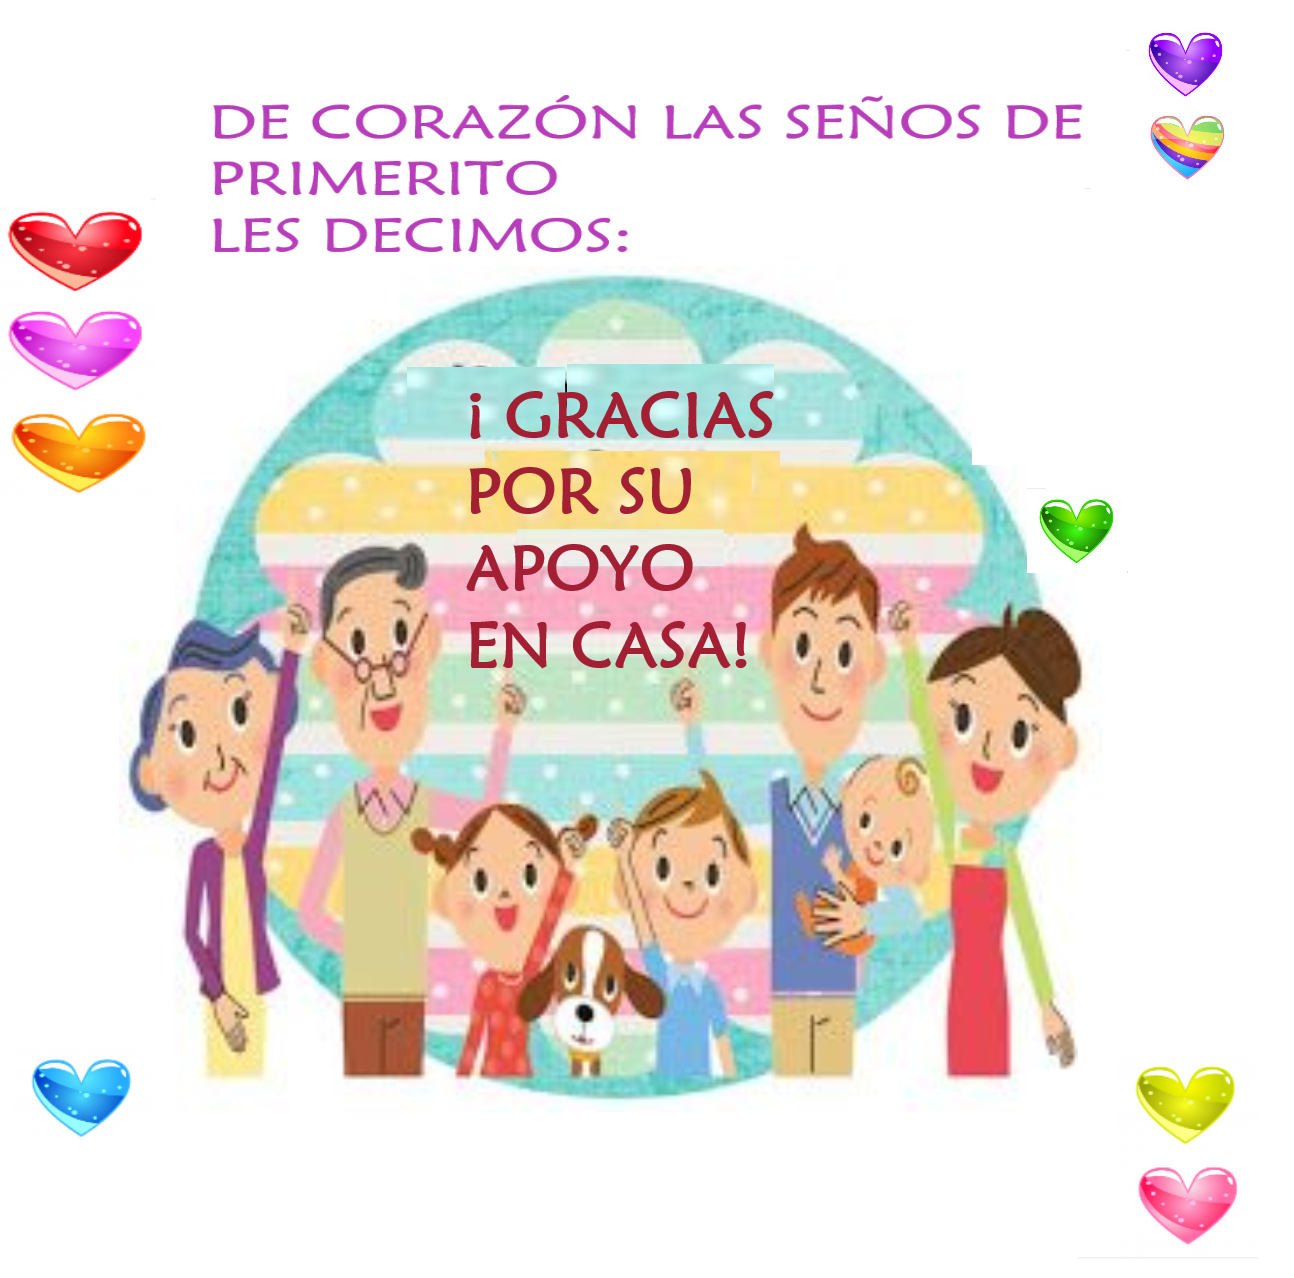 DE CORAZÓN LAS SEÑOS DE
PRIMERITO
LES DECIMOS:
¡ GRACIAS
POR SU
APOYO
EN CASA!